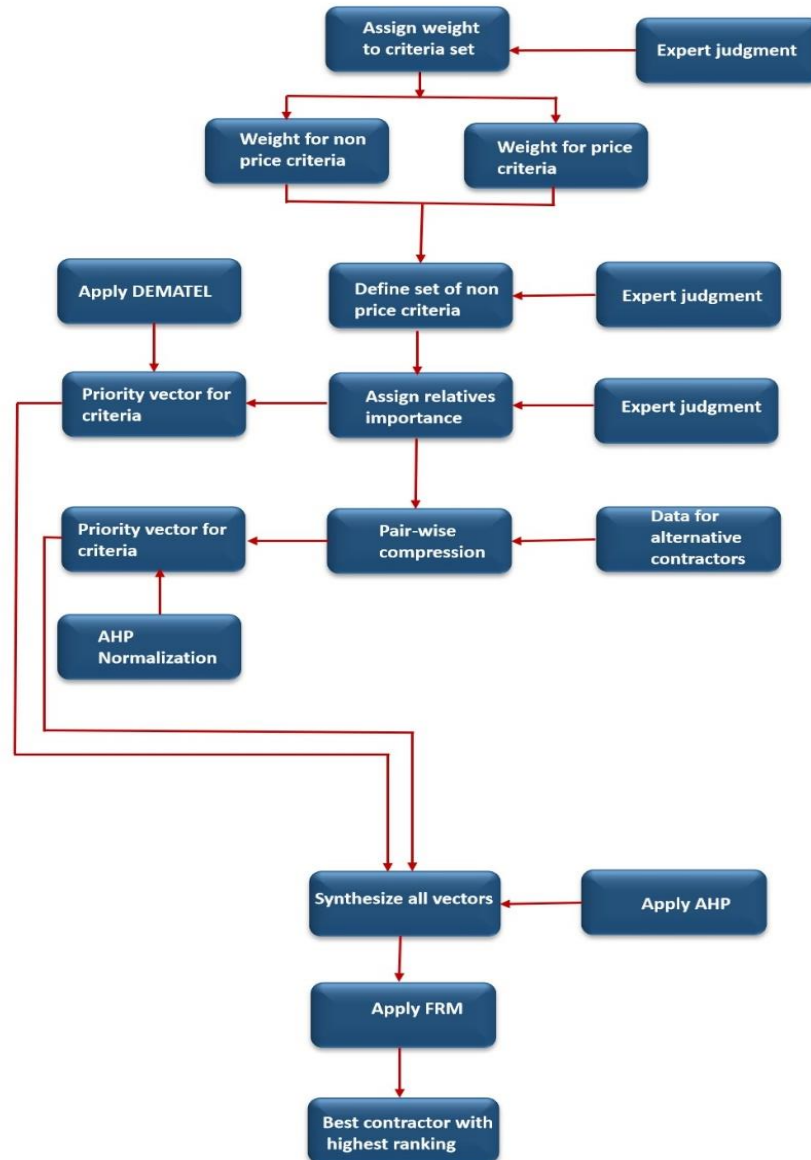 Assign weight
to criteria set
Expert judgment
Weight for non
price criteria
Weight for price
criteria
Apply DEMATEL
Define set of non
price criteria
Expert judgment
Priority vector for
criteria
Assign relatives
importance
Expert judgment
Priority vector for
criteria
Pair-wise
compression
Data for
alternative
contractors
AHP
Normalization
Synthesize all vectors
Apply AHP
Apply FRM
Best contractor with
highest ranking